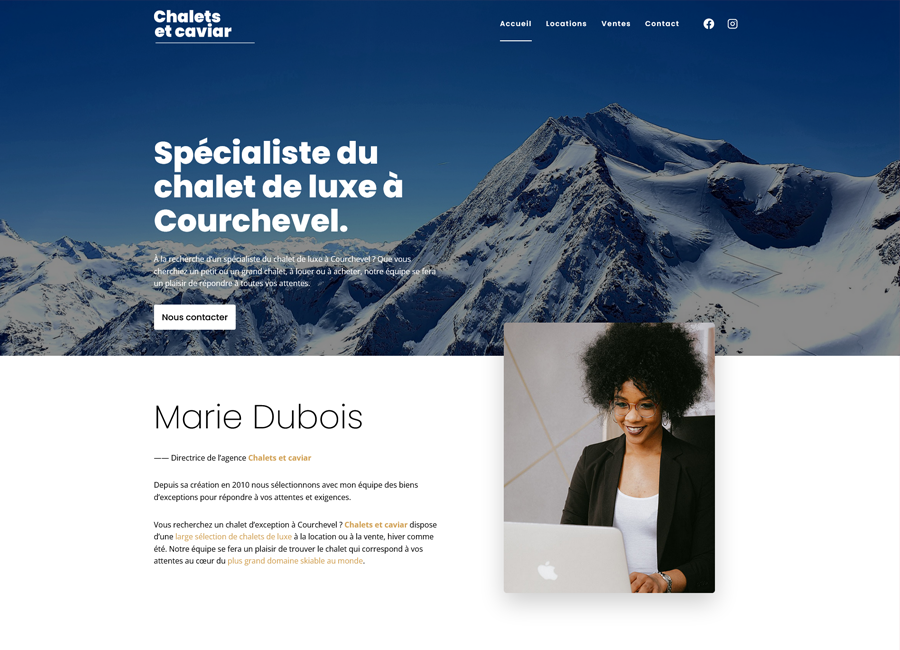 Chalets
et caviar
Accueil Locations Ventes Contact
Spécialiste du
chalet de luxe à
Courchevel.
À la recherche d'un spécialiste du chalet de luxe à Courchevel ? Que vous
cherchiez un petit ou un grand chalet, à louer ou à acheter, notre équipe se fera
un plaisir de répondre à toutes vos attentes.
Nous contacter
Marie Dubois
—— Directrice de l'agence Chalets et caviar
Depuis sa création en 2010 nous sélectionnons avec mon équipe des biens
d'exceptions pour répondre à vos attentes et exigences.
Vous recherchez un chalet d'exception à Courchevel ? Chalets et caviar dispose
d'une large sélection de chalets de luxe à la location ou à la vente, hiver comme
été. Notre équipe se fera un plaisir de trouver le chalet qui correspond à vos
attentes au cœur du plus grand domaine skiable au monde.